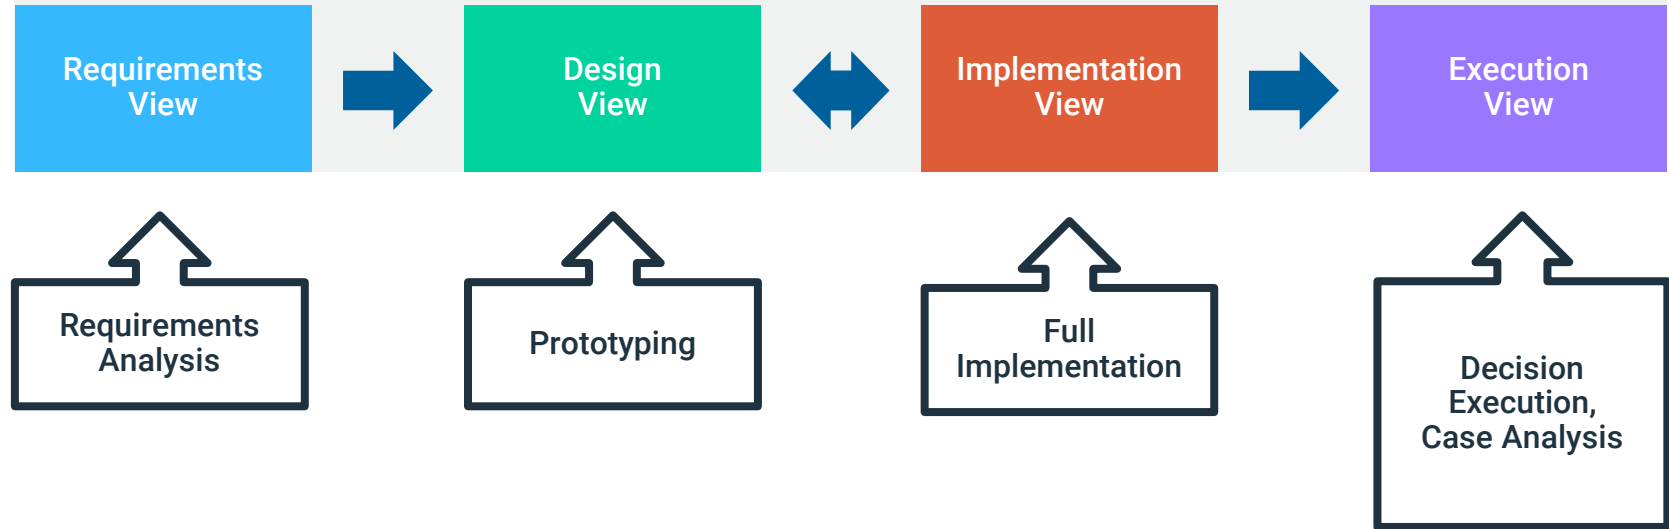 Requirements
View
Design
View
Implementation
View
Execution
View
Requirements
Analysis
Prototyping
Full
Implementation
Decision
Execution,
Case Analysis